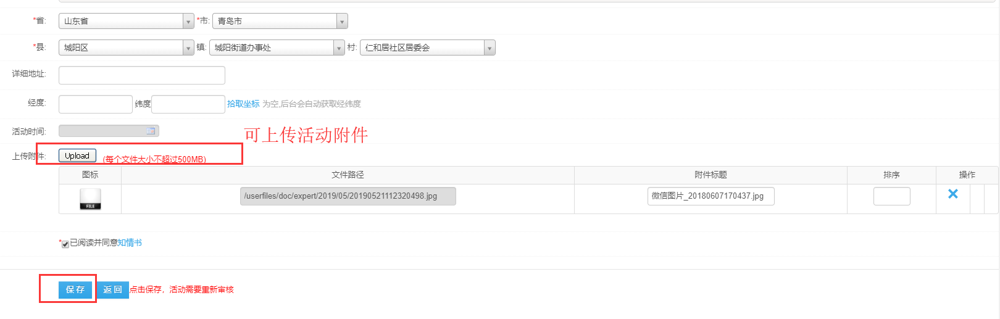 *省: 山东省 *市: 青岛市
*县: 城阳区 镇: 城阳街道办事处 村: 仁和居社区居委会
详细地址:
经度: 纬度 拾取坐标 为空,后台会自动获取经纬度
活动时间:
可上传活动附件
上传附件: Upload (每个文件大小不超过500MB)
图标 文件路径 附件标题 排序 操作
FILE /userfiles/doc/expert/2019/05/20190521112320498.jpg 微信图片_20180607170437.jpg
*已阅读并同意知情书
保存 返回 点击保存，活动需要重新审核